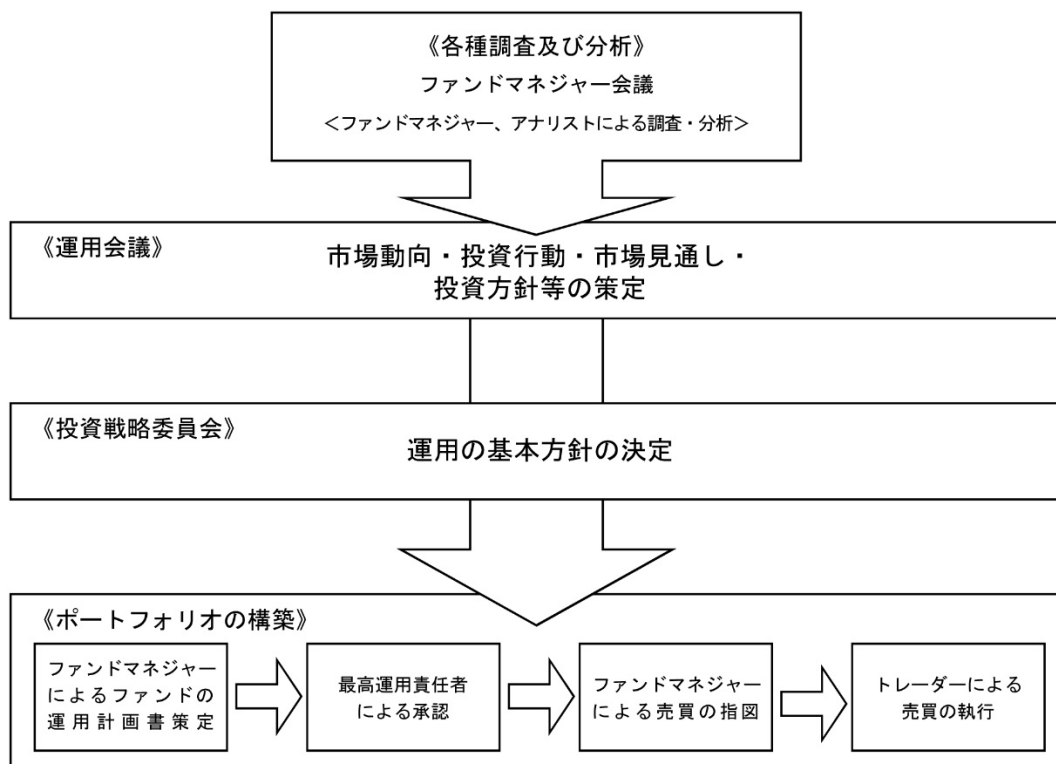 《各種調査及び分析》
ファンドマネジャー会議
＜ファンドマネジャー、アナリストによる調査・分析＞
《運用会議》
市場動向・投資行動・市場見通し・
投資方針等の策定
《投資戦略委員会》
運用の基本方針の決定
《ポートフォリオの構築》
ファンドマネジャー
によるファンドの
運用計画書策定
最高運用責任者
による承認
ファンドマネジャー
による売買の指図
トレーダーによる
売買の執行